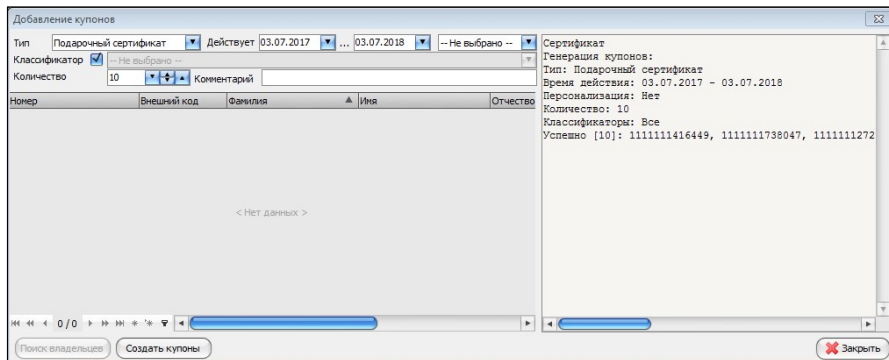 Добавление купонов
Тип Подарочный сертификат Действует 03.07.2017 ... 03.07.2018 -- Не выбрано --
Классификатор -- Не выбрано --
Количество 10 Комментарий
Номер Внешний код Фамилия Имя Отчество
< Нет данных >
0 / 0
Поиск владельцев Создать купоны
Сертификат
Генерация купонов:
Тип: Подарочный сертификат
Время действия: 03.07.2017 - 03.07.2018
Персонализация: Нет
Количество: 10
Классификаторы: Все
Успешно [10]: 1111111416449, 1111111738047, 1111111272
Закрыть